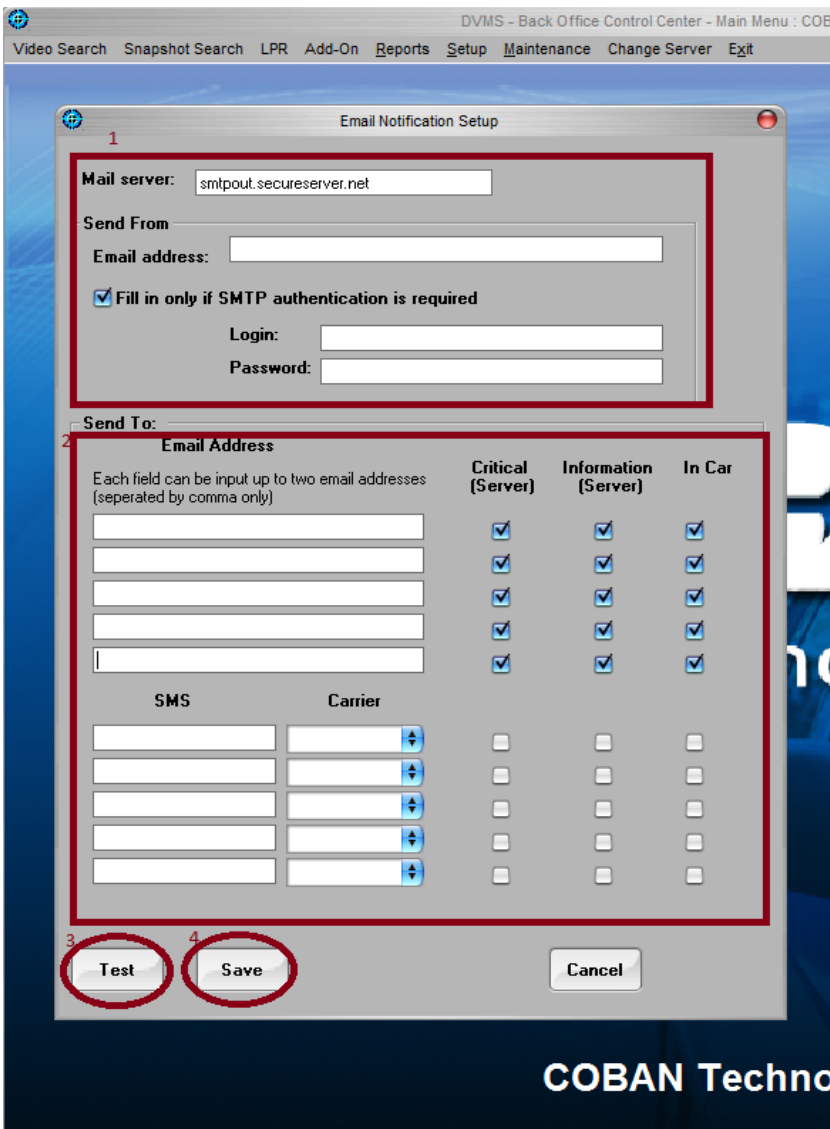 DVMS - Back Office Control Center - Main Menu : COB
Video Search Snapshot Search LPR Add-On Reports Setup Maintenance Change Server Exit
Email Notification Setup
1
Mail server: smtpout.secureserver.net
Send From
Email address:
Fill in only if SMTP authentication is required
Login:
Password:
Send To:
2
Email Address
Each field can be input up to two email addresses
(seperated by comma only)
Critical
(Server)
Information
(Server)
In Car
SMS Carrier
3 4
Test Save Cancel
COBAN Techno